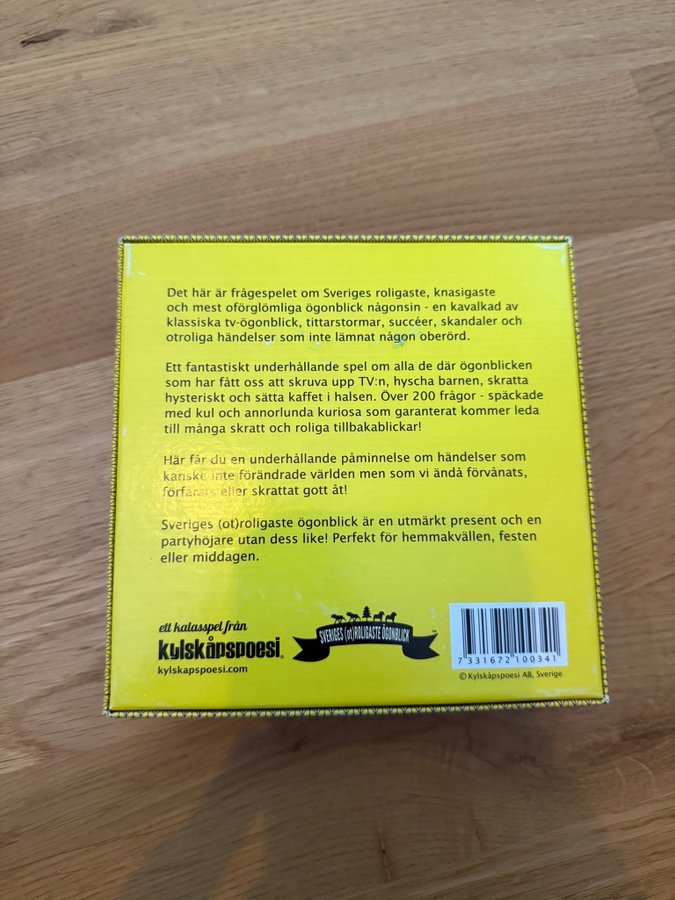 Det här är frågespelet om Sveriges roligaste, knasigaste
och mest oförglömliga ögonblick någonsin - en kavalkad av
klassiska tv-ögonblick, tittarstormar, succéer, skandaler och
otroliga händelser som inte lämnat någon oberörd.
Ett fantastiskt underhållande spel om alla de där ögonblicken
som har fått oss att skruva upp TV:n, hyscha barnen, skratta
hysteriskt och sätta kaffet i halsen. Över 200 frågor - späckade
med kul och annorlunda kuriosa som garanterat kommer leda
till många skratt och roliga tillbakablickar!
Här får du en underhållande påminnelse om händelser som
kanske inte förändrade världen men som vi ändå förvånats,
förfärats eller skrattat gott åt!
Sveriges (ot)roligaste ögonblick är en utmärkt present och en
partyhöjare utan dess like! Perfekt för hemmakvällen, festen
eller middagen.
ett kalasspel från
kylskåpspoesi®
kylskapspoesi.com
SVERIGES (ot)ROLIGASTE ÖGONBLICK
7 331672 100341
© Kylskåpspoesi AB, Sverige